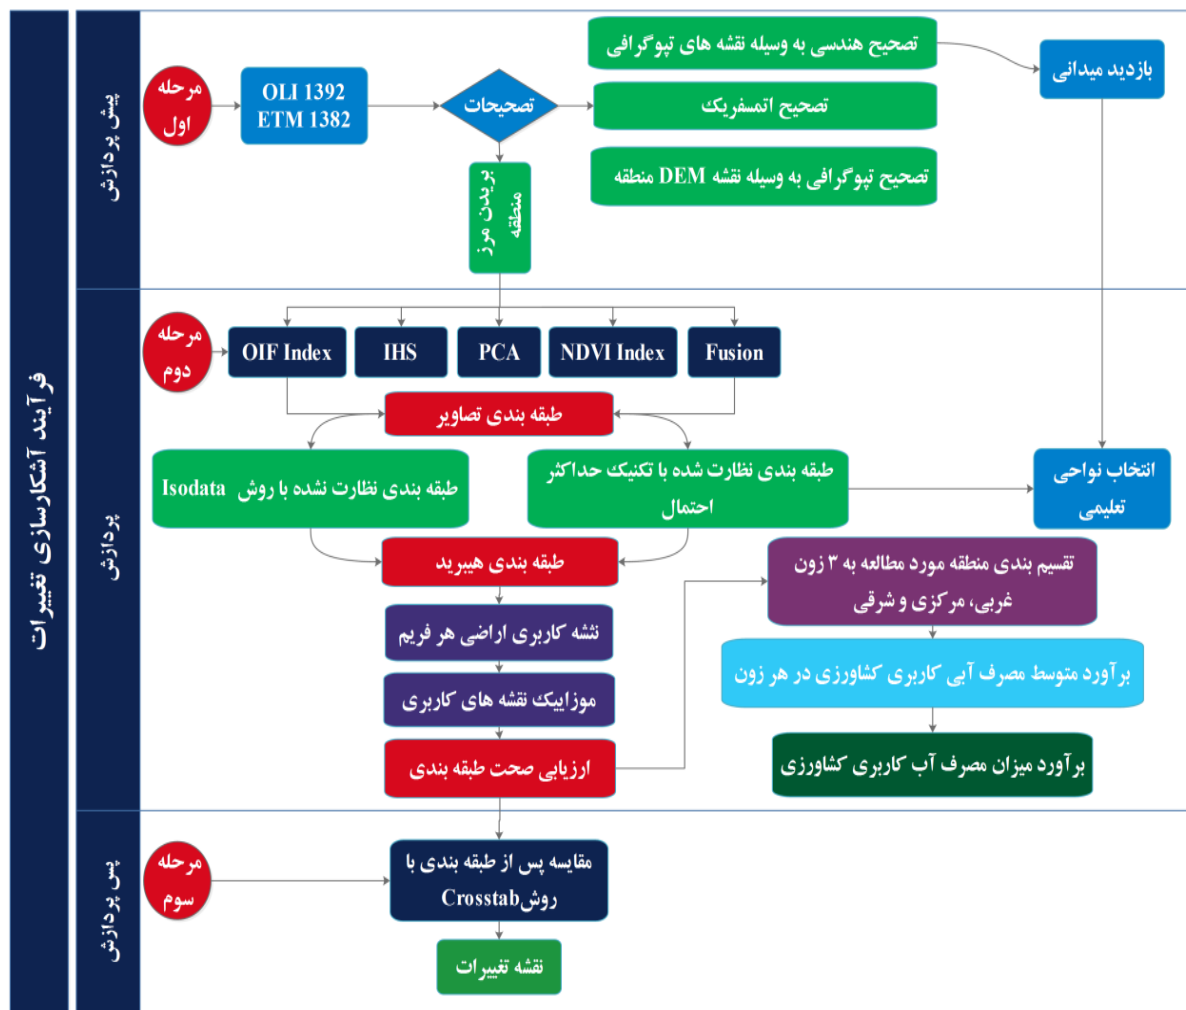 فرآیند آشکارسازی تغییرات
پیش پردازش
مرحله
اول
OLI 1392
ETM 1382
تصحیحات
تصحیح هندسی به وسیله نقشه های تپوگرافی
تصحیح اتمسفریک
تصحیح تپوگرافی به وسیله نقشه DEM منطقه
بازدید میدانی
بریدن مرز
منطقه
پردازش
مرحله
دوم
OIF Index
IHS
PCA
NDVI Index
Fusion
طبقه بندی تصاویر
طبقه بندی نظارت نشده با روش Isodata
طبقه بندی نظارت شده با تکنیک حداکثر
احتمال
انتخاب نواحی
تعلیمی
طبقه بندی هیبرید
نثشه کاربری اراضی هر فریم
موزاییک نقشه های کاربری
ارزیابی صحت طبقه بندی
تقسیم بندی منطقه مورد مطالعه به ۳ زون
غربی، مرکزی و شرقی
برآورد متوسط مصرف آبی کاربری کشاورزی در هر زون
برآورد میزان مصرف آب کاربری کشاورزی
پس پردازش
مرحله
سوم
مقایسه پس از طبقه بندی با
روشCrosstab
نقشه تغییرات